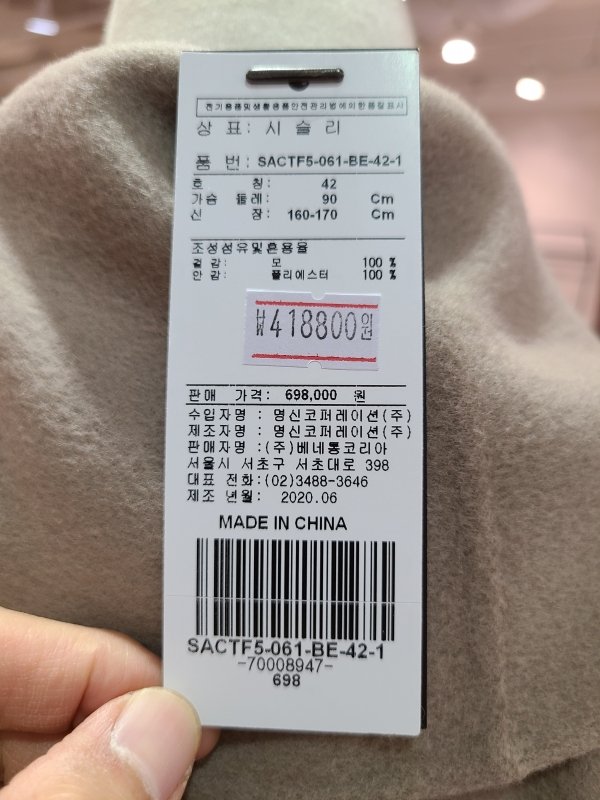 전기용품및생활용품안전관리법에의한품질표시
상 표: 시 슬 리
품 번: SACTF5-061-BE-42-1
호 칭: 42
가슴 둘레: 90 Cm
신 장: 160-170 Cm
조성섬유및혼용율
겉 감: 모 100 %
안 감: 폴리에스터 100 %
₩418800원
판매 가격: 698,000 원
수입자명 : 명신코퍼레이션(주)
제조자명 : 명신코퍼레이션(주)
판매자명 :(주)베네통코리아
서울시 서초구 서초대로 398
대표 전화:(02)3488-3646
제조 년월: 2020.06
MADE IN CHINA
SACTF5-061-BE-42-1
-70008947-
698